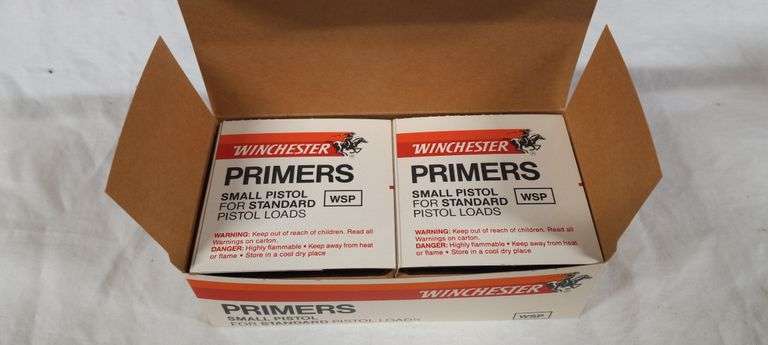 WINCHESTER
PRIMERS
SMALL PISTOL
FOR STANDARD
PISTOL LOADS
WSP
WARNING: Keep out of reach of children. Read all
Warnings on carton.
DANGER: Highly flammable • Keep away from heat
or flame • Store in a cool dry place
WINCHESTER
PRIMERS
SMALL PISTOL
FOR STANDARD
PISTOL LOADS
WSP
WARNING: Keep out of reach of children. Read all
Warnings on carton.
DANGER: Highly flammable • Keep away from heat
or flame • Store in a cool dry place
WINCHESTER
PRIMERS
SMALL PISTOL
FOR STANDARD PISTOL LOADS
WSP